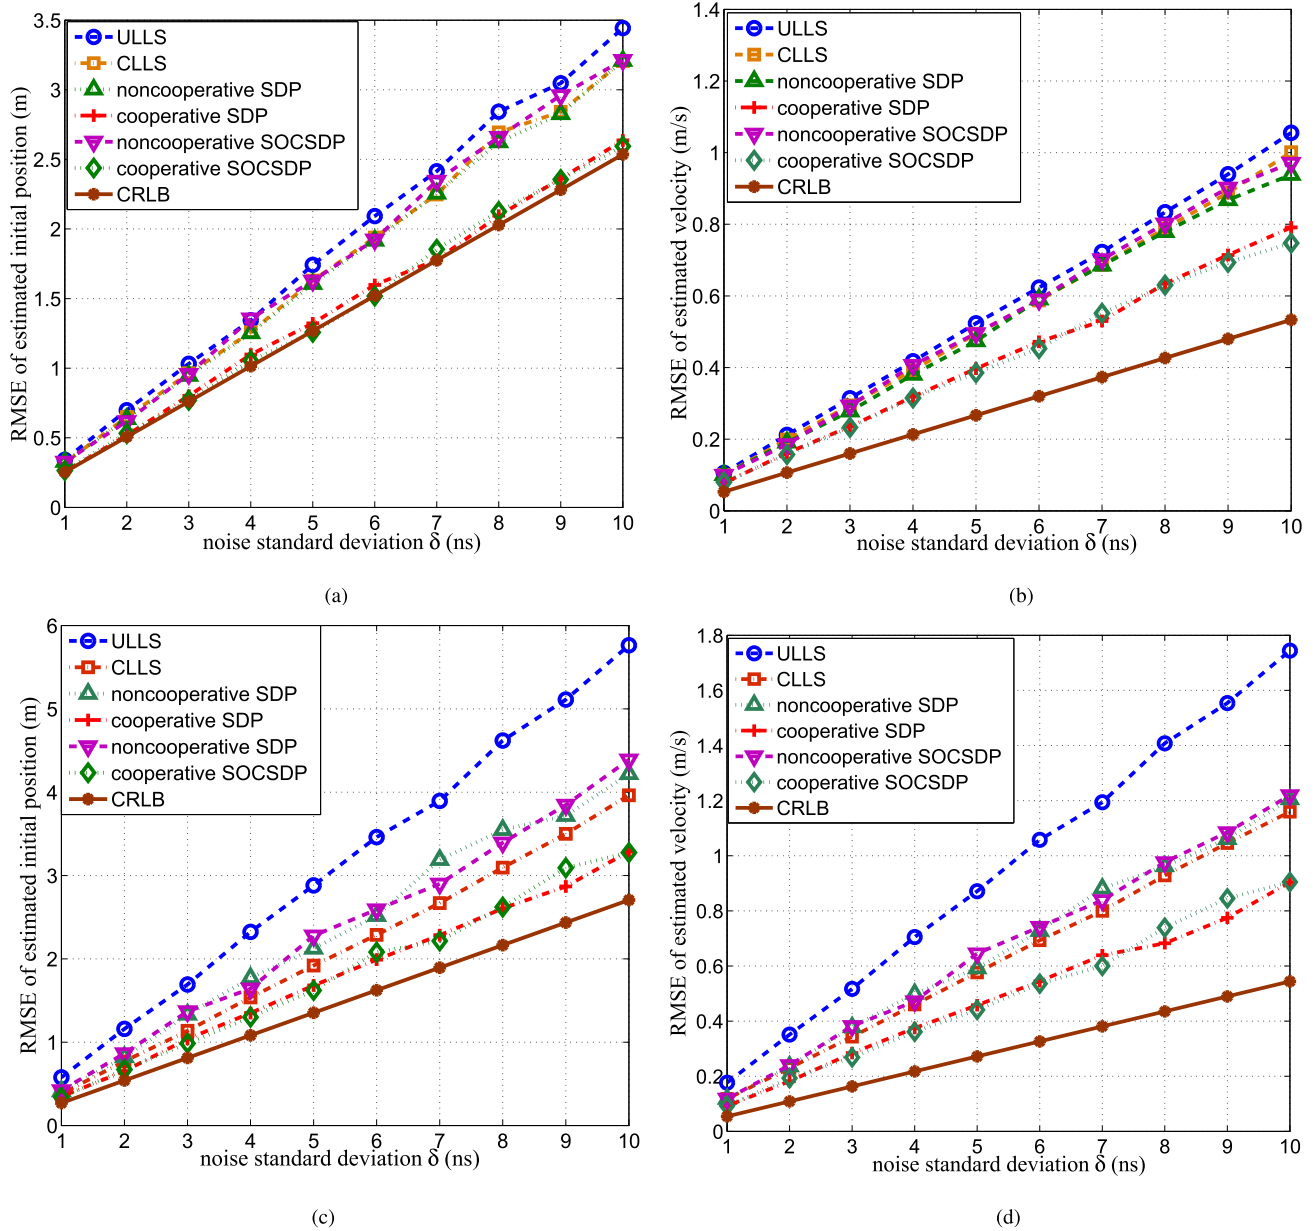 3.5
3
2.5
2
1.5
1
0.5
0
RMSE of estimated initial position (m)
ULLS
CLLS
noncooperative SDP
cooperative SDP
noncooperative SOCSDP
cooperative SOCSDP
CRLB
1 2 3 4 5 6 7 8 9 10
noise standard deviation δ (ns)
(a)
1.4
1.2
1
0.8
0.6
0.4
0.2
0
RMSE of estimated velocity (m/s)
ULLS
CLLS
noncooperative SDP
cooperative SDP
noncooperative SOCSDP
cooperative SOCSDP
CRLB
1 2 3 4 5 6 7 8 9 10
noise standard deviation δ (ns)
(b)
6
5
4
3
2
1
0
RMSE of estimated initial position (m)
ULLS
CLLS
noncooperative SDP
cooperative SDP
noncooperative SDP
cooperative SOCSDP
CRLB
1 2 3 4 5 6 7 8 9 10
noise standard deviation δ (ns)
(c)
1.8
1.6
1.4
1.2
1
0.8
0.6
0.4
0.2
0
RMSE of estimated velocity (m/s)
ULLS
CLLS
noncooperative SDP
cooperative SDP
noncooperative SOCSDP
cooperative SOCSDP
CRLB
1 2 3 4 5 6 7 8 9 10
noise standard deviation δ (ns)
(d)